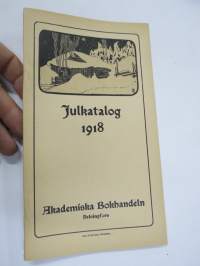 Julkatalog
1918
Akademiska Bokhandeln
Helsingfors